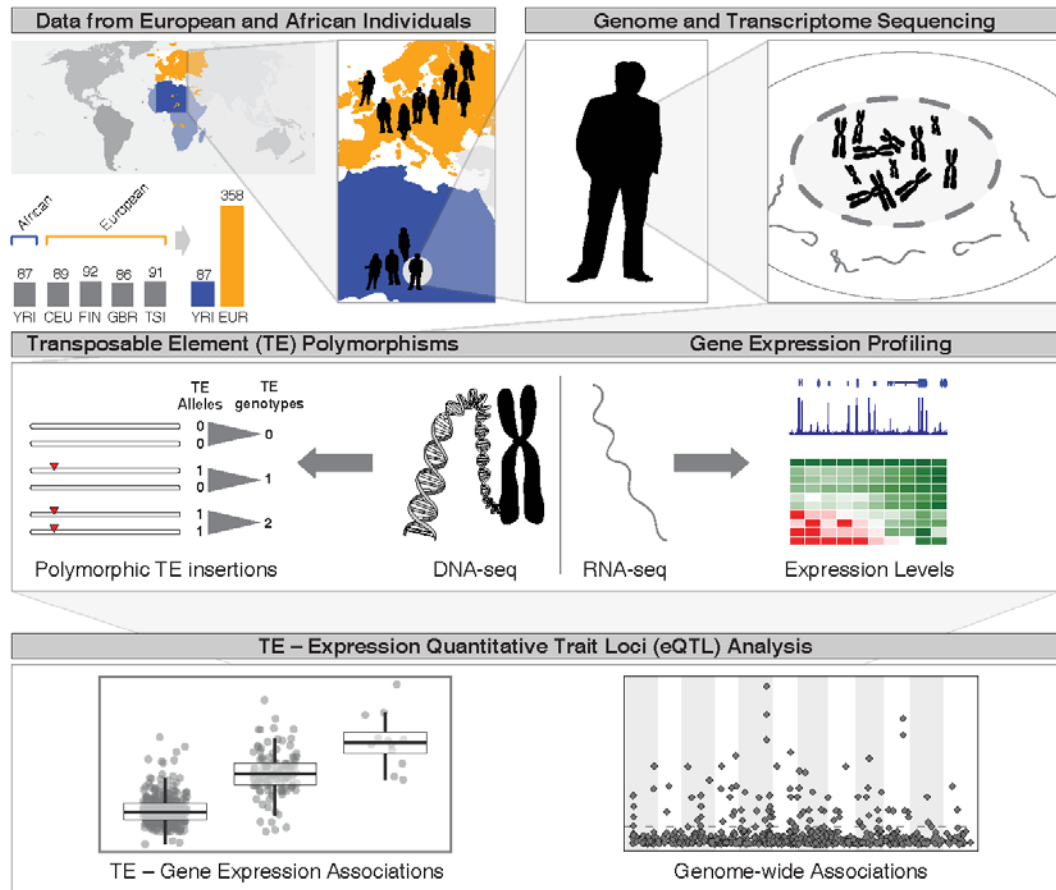 Data from European and African Individuals
Genome and Transcriptome Sequencing
African
European
358
87
89
92
86
91
87
YRI
CEU
FIN
GBR
TSI
YRI
EUR
Transposable Element (TE) Polymorphisms
Gene Expression Profiling
TE
Alleles
TE
genotypes
0
0
0
1
0
1
1
1
2
Polymorphic TE insertions
DNA-seq
RNA-seq
Expression Levels
TE – Expression Quantitative Trait Loci (eQTL) Analysis
TE – Gene Expression Associations
Genome-wide Associations